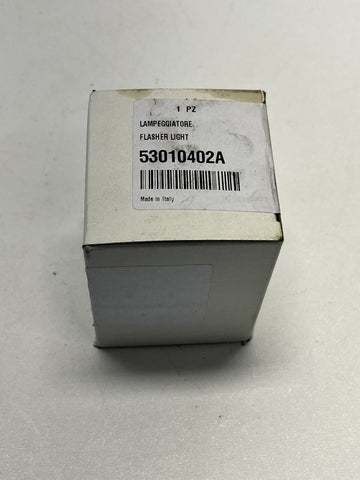 1 PZ
LAMPEGGIATORE.
FLASHER LIGHT
53010402A
Made in Italy